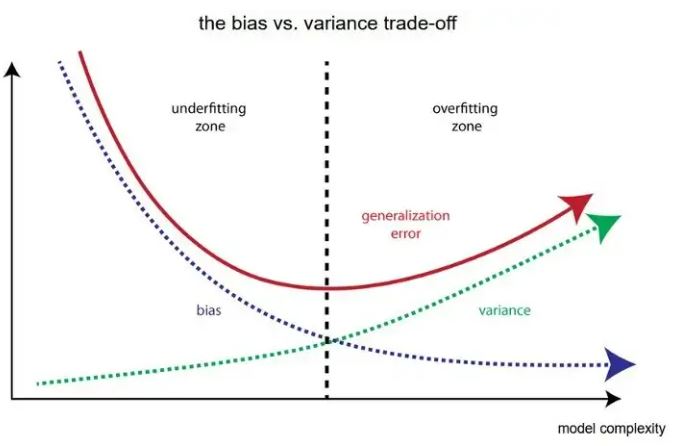 the bias vs. variance trade-off
underfitting
zone
overfitting
zone
generalization
error
bias
variance
model complexity